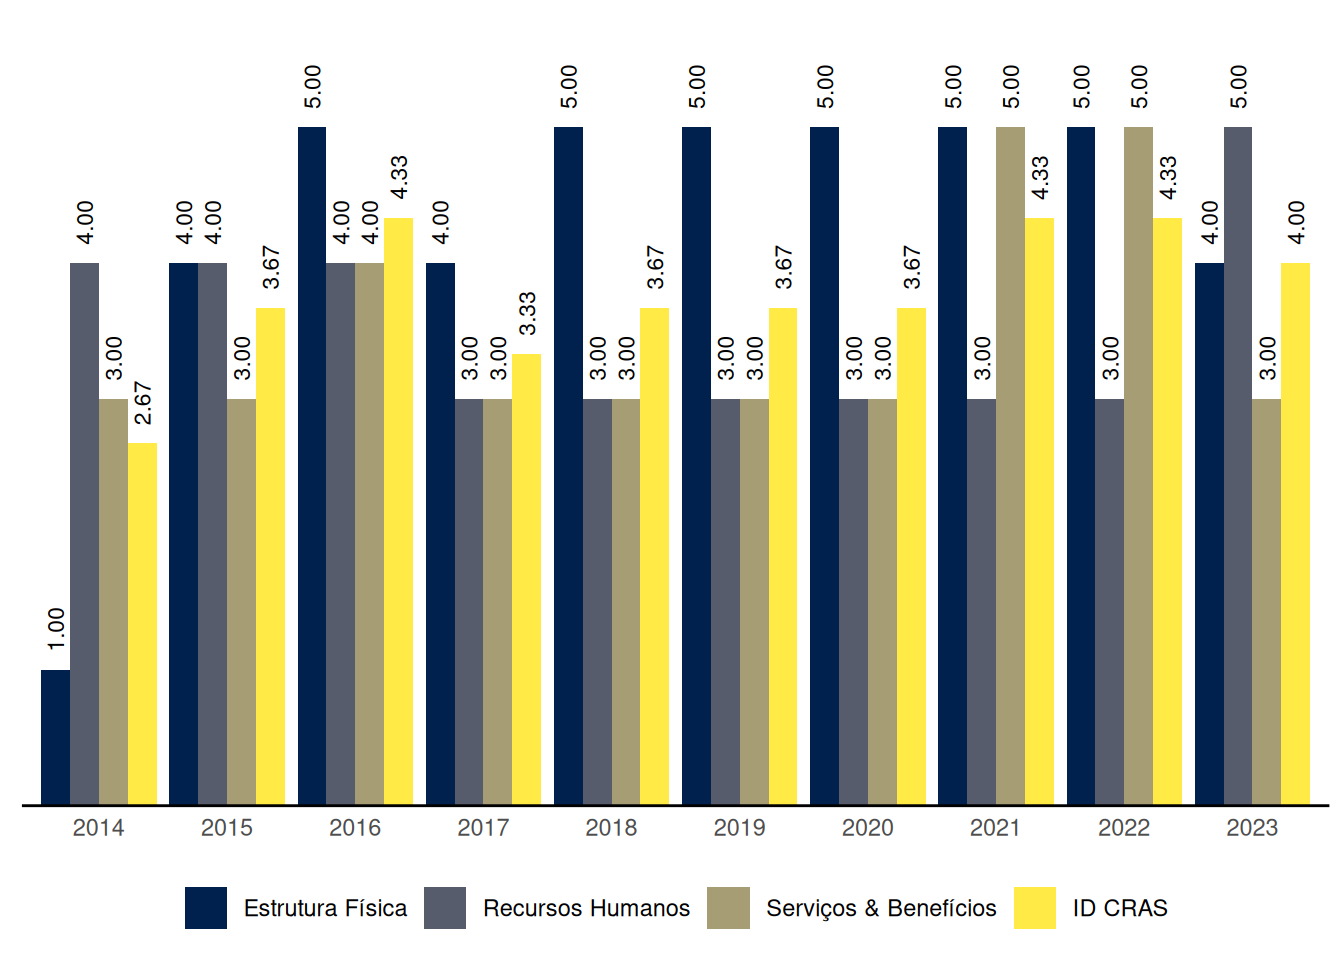 5.00 5.00 5.00 5.00 5.00 5.00 5.00 5.00 5.00
4.33 4.33 4.33
4.00 4.00 4.00 4.00 4.00 4.00 4.00 4.00
3.67 3.67 3.67 3.67
3.33
3.00 3.00 3.00 3.00 3.00 3.00 3.00 3.00 3.00 3.00 3.00 3.00 3.00
2.67
1.00
2014 2015 2016 2017 2018 2019 2020 2021 2022 2023
Estrutura Física Recursos Humanos Serviços & Benefícios ID CRAS